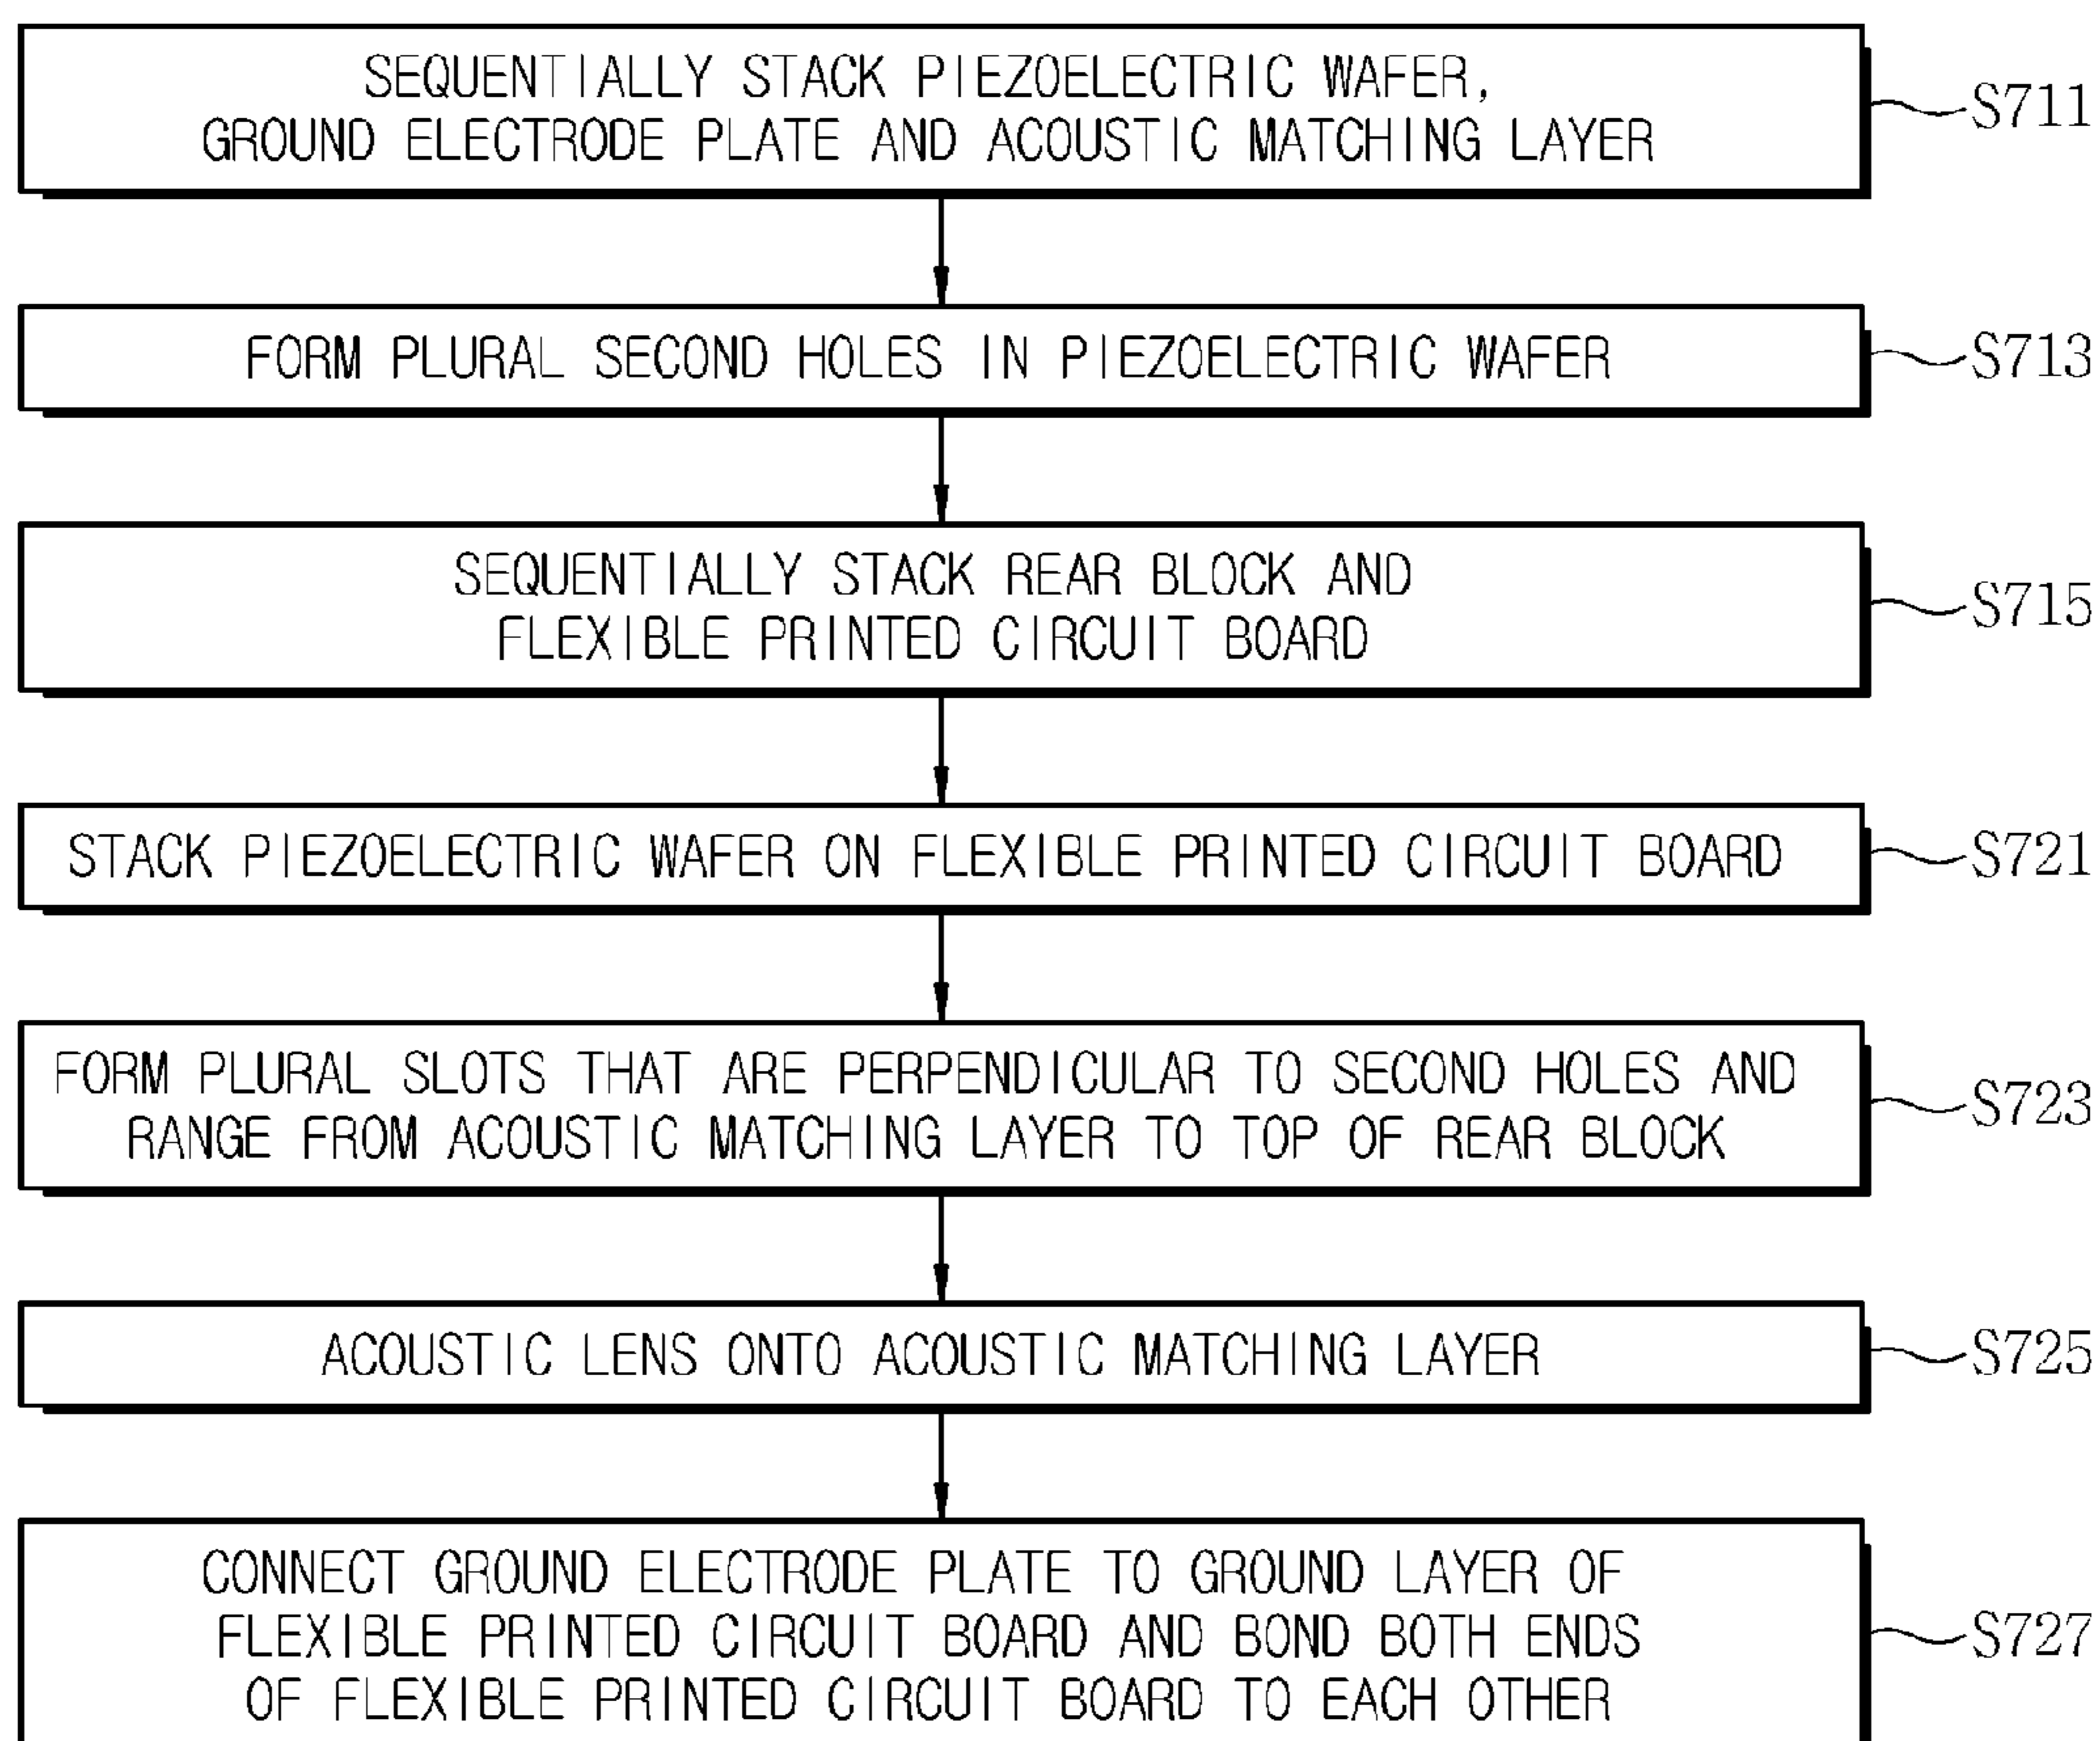 SEQUENTIALLY STACK PIEZOELECTRIC WAFER,
GROUND ELECTRODE PLATE AND ACOUSTIC MATCHING LAYER
S711
FORM PLURAL SECOND HOLES IN PIEZOELECTRIC WAFER
S713
SEQUENTIALLY STACK REAR BLOCK AND
FLEXIBLE PRINTED CIRCUIT BOARD
S715
STACK PIEZOELECTRIC WAFER ON FLEXIBLE PRINTED CIRCUIT BOARD
S721
FORM PLURAL SLOTS THAT ARE PERPENDICULAR TO SECOND HOLES AND
RANGE FROM ACOUSTIC MATCHING LAYER TO TOP OF REAR BLOCK
S723
ACOUSTIC LENS ONTO ACOUSTIC MATCHING LAYER
S725
CONNECT GROUND ELECTRODE PLATE TO GROUND LAYER OF
FLEXIBLE PRINTED CIRCUIT BOARD AND BOND BOTH ENDS
OF FLEXIBLE PRINTED CIRCUIT BOARD TO EACH OTHER
S727